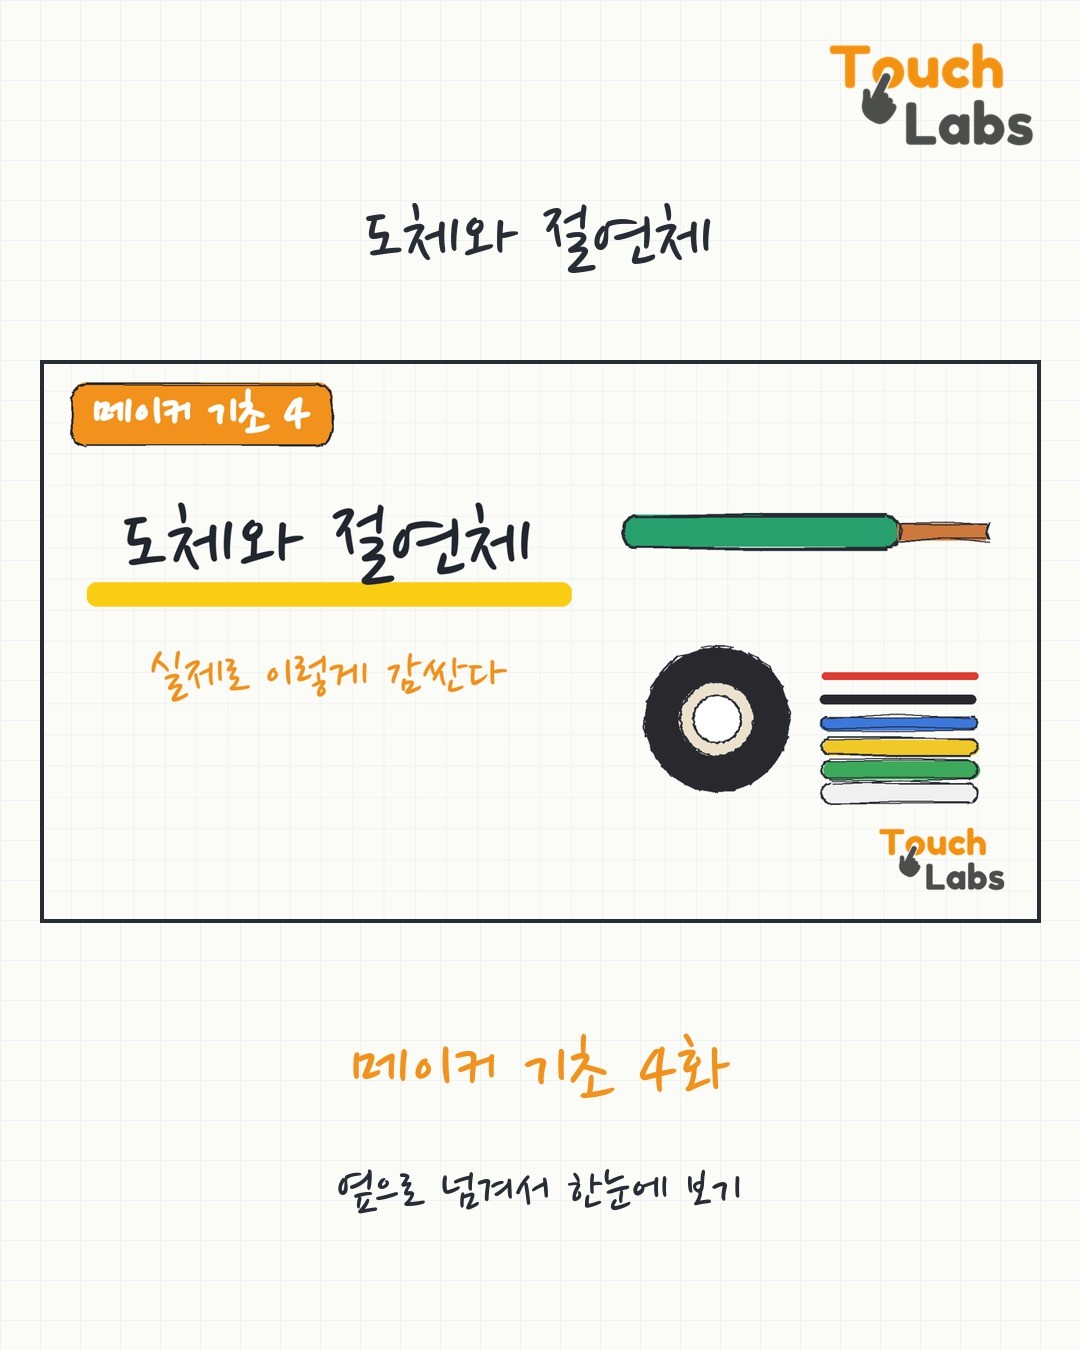 Touch
Labs
도체와 절연체
메이커 기초 4
도체와 절연체
실제로 이렇게 감싼다
Touch
Labs
메이커 기초 4화
옆으로 넘겨서 한눈에 보기